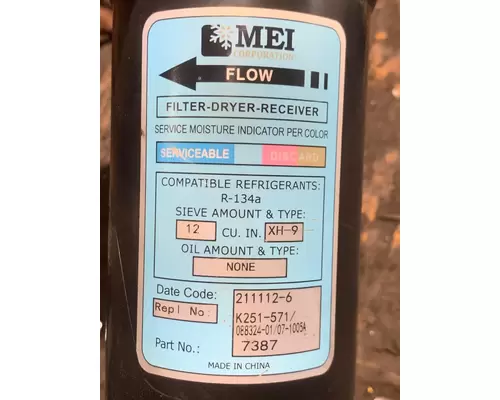 MEI
CORPORATION
FLOW
FILTER-DRYER-RECEIVER
SERVICE MOISTURE INDICATOR PER COLOR
SERVICEABLE DISCARD
COMPATIBLE REFRIGERANTS:
R-134a
SIEVE AMOUNT & TYPE:
12 CU. IN. XH-9
OIL AMOUNT & TYPE:
NONE
Date Code: 211112-6
Repl No: K251-571/
OEB324-01/07-1005A
Part No.: 7387
MADE IN CHINA